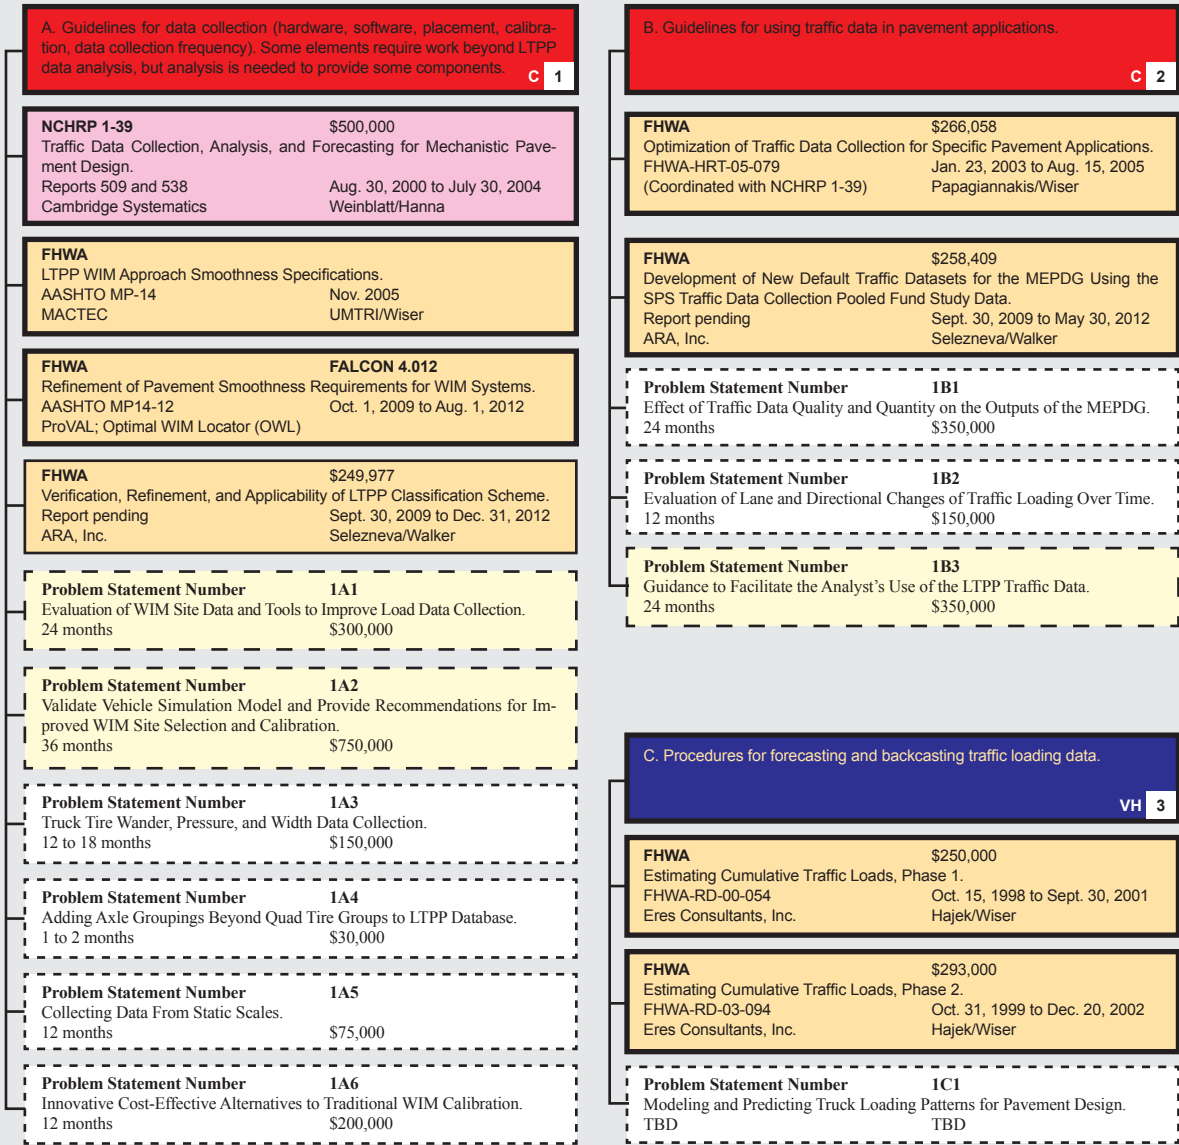 A. Guidelines for data collection (hardware, software, placement, calibra-
tion, data collection frequency). Some elements require work beyond LTPP
data analysis, but analysis is needed to provide some components.
C 1
NCHRP 1-39 $500,000
Traffic Data Collection, Analysis, and Forecasting for Mechanistic Pave-
ment Design.
Reports 509 and 538 Aug. 30, 2000 to July 30, 2004
Cambridge Systematics Weinblatt/Hanna
FHWA
LTPP WIM Approach Smoothness Specifications.
AASHTO MP-14 Nov. 2005
MACTEC UMTRI/Wiser
FHWA FALCON 4.012
Refinement of Pavement Smoothness Requirements for WIM Systems.
AASHTO MP14-12 Oct. 1, 2009 to Aug. 1, 2012
ProVAL; Optimal WIM Locator (OWL)
FHWA $249,977
Verification, Refinement, and Applicability of LTPP Classification Scheme.
Report pending Sept. 30, 2009 to Dec. 31, 2012
ARA, Inc. Selezneva/Walker
Problem Statement Number 1A1
Evaluation of WIM Site Data and Tools to Improve Load Data Collection.
24 months $300,000
Problem Statement Number 1A2
Validate Vehicle Simulation Model and Provide Recommendations for Im-
proved WIM Site Selection and Calibration.
36 months $750,000
Problem Statement Number 1A3
Truck Tire Wander, Pressure, and Width Data Collection.
12 to 18 months $150,000
Problem Statement Number 1A4
Adding Axle Groupings Beyond Quad Tire Groups to LTPP Database.
1 to 2 months $30,000
Problem Statement Number 1A5
Collecting Data From Static Scales.
12 months $75,000
Problem Statement Number 1A6
Innovative Cost-Effective Alternatives to Traditional WIM Calibration.
12 months $200,000
B. Guidelines for using traffic data in pavement applications.
C 2
FHWA $266,058
Optimization of Traffic Data Collection for Specific Pavement Applications.
FHWA-HRT-05-079 Jan. 23, 2003 to Aug. 15, 2005
(Coordinated with NCHRP 1-39) Papagiannakis/Wiser
FHWA $258,409
Development of New Default Traffic Datasets for the MEPDG Using the
SPS Traffic Data Collection Pooled Fund Study Data.
Report pending Sept. 30, 2009 to May 30, 2012
ARA, Inc. Selezneva/Walker
Problem Statement Number 1B1
Effect of Traffic Data Quality and Quantity on the Outputs of the MEPDG.
24 months $350,000
Problem Statement Number 1B2
Evaluation of Lane and Directional Changes of Traffic Loading Over Time.
12 months $150,000
Problem Statement Number 1B3
Guidance to Facilitate the Analyst's Use of the LTPP Traffic Data.
24 months $350,000
C. Procedures for forecasting and backcasting traffic loading data.
VH 3
FHWA $250,000
Estimating Cumulative Traffic Loads, Phase 1.
FHWA-RD-00-054 Oct. 15, 1998 to Sept. 30, 2001
Eres Consultants, Inc. Hajek/Wiser
FHWA $293,000
Estimating Cumulative Traffic Loads, Phase 2.
FHWA-RD-03-094 Oct. 31, 1999 to Dec. 20, 2002
Eres Consultants, Inc. Hajek/Wiser
Problem Statement Number 1C1
Modeling and Predicting Truck Loading Patterns for Pavement Design.
TBD TBD